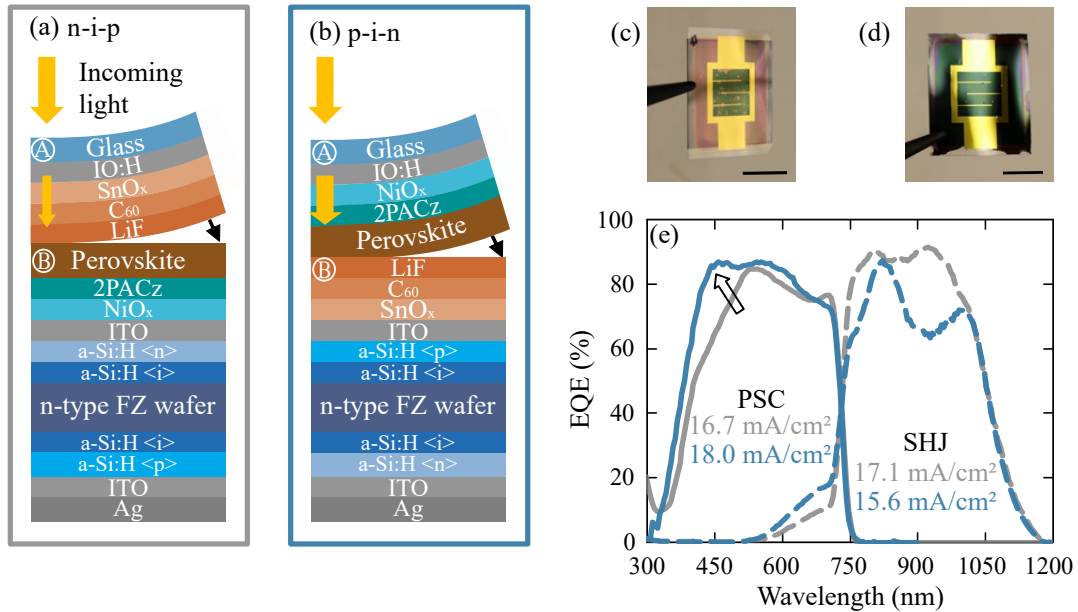 (a) n-i-p
Incoming
light
A
Glass
IO:H
SnOₓ
C₆₀
LiF
B
Perovskite
2PACz
NiOₓ
ITO
a-Si:H <n>
a-Si:H <i>
n-type FZ wafer
a-Si:H <i>
a-Si:H <p>
ITO
Ag
(b) p-i-n
A
Glass
IO:H
NiOₓ
2PACz
Perovskite
B
LiF
C₆₀
SnOₓ
ITO
a-Si:H <p>
a-Si:H <i>
n-type FZ wafer
a-Si:H <i>
a-Si:H <n>
ITO
Ag
(c)
(d)
(e)
EQE (%)
100
80
60
40
20
0
PSC
16.7 mA/cm²
18.0 mA/cm²
SHJ
17.1 mA/cm²
15.6 mA/cm²
300 450 600 750 900 1050 1200
Wavelength (nm)